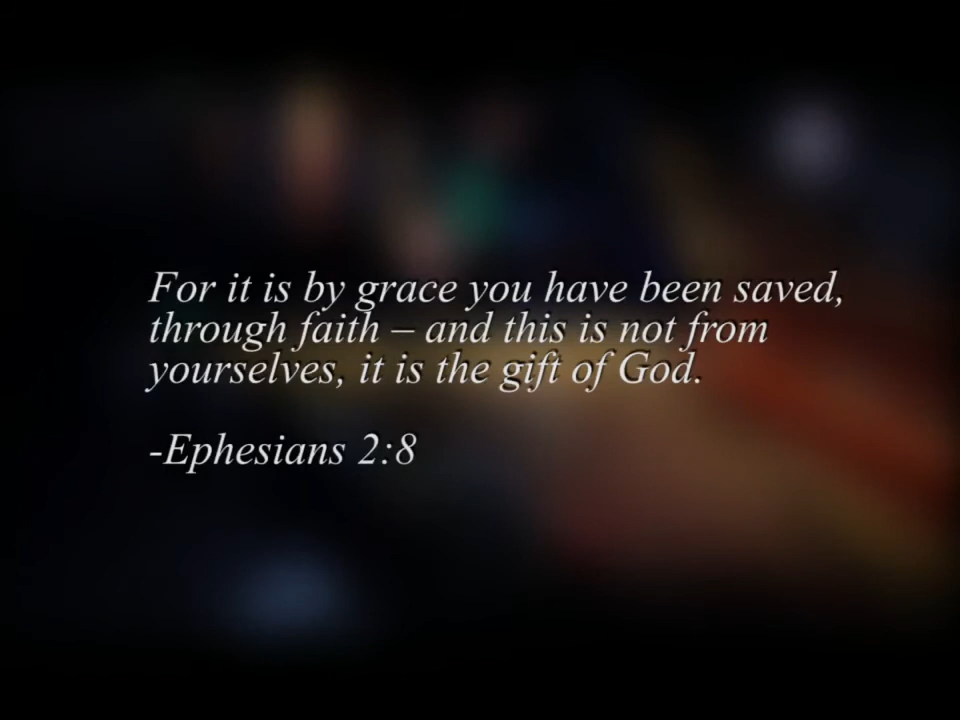 For it is by grace you have been saved,
through faith – and this is not from
yourselves, it is the gift of God.
-Ephesians 2:8